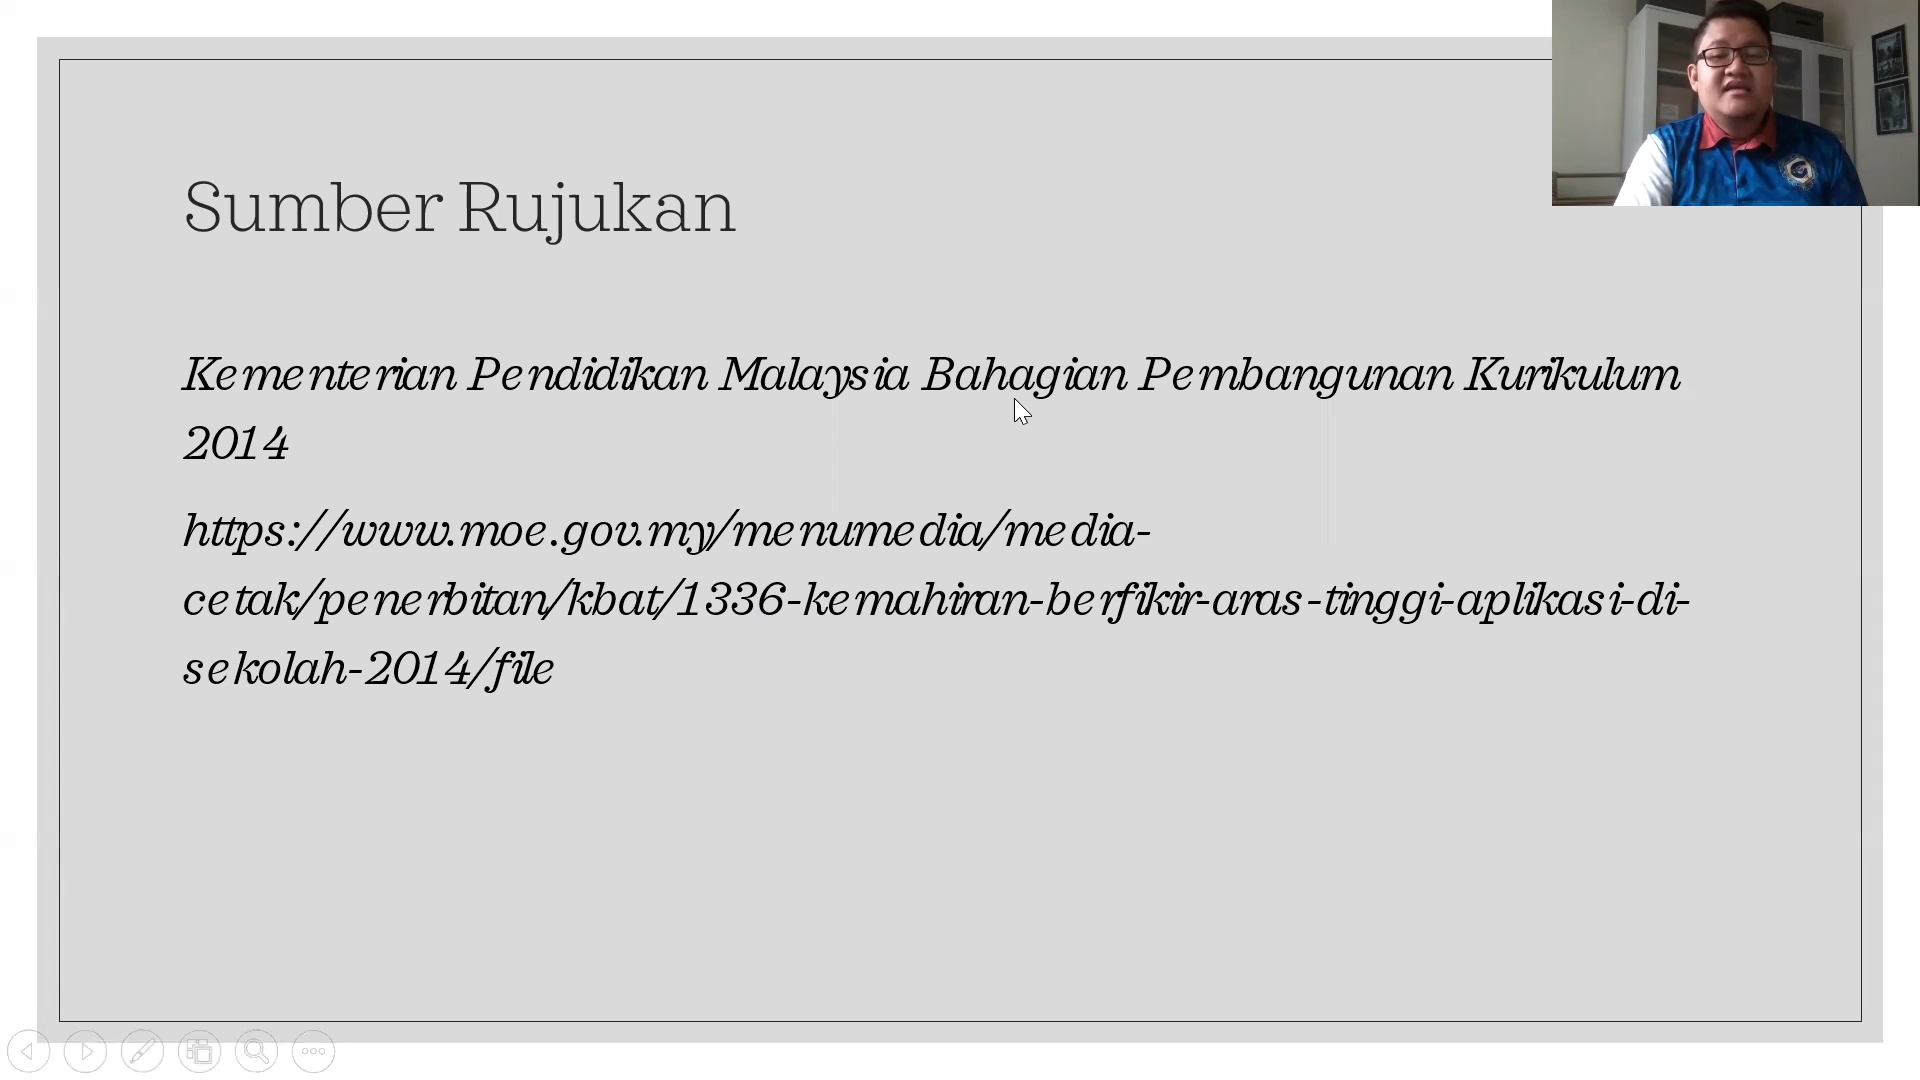 Sumber Rujukan
Kementerian Pendidikan Malaysia Bahagian Pembangunan Kurikulum
2014
https://www.moe.gov.my/menumedia/media-
cetak/penerbitan/kbat/1336-kemahiran-berfikir-aras-tinggi-aplikasi-di-
sekolah-2014/file